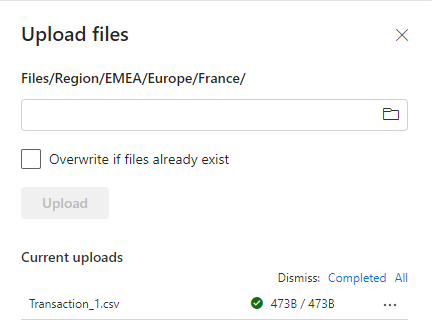 Upload files
Files/Region/EMEA/Europe/France/
Overwrite if files already exist
Upload
Current uploads
Dismiss: Completed All
Transaction_1.csv 473B / 473B ...